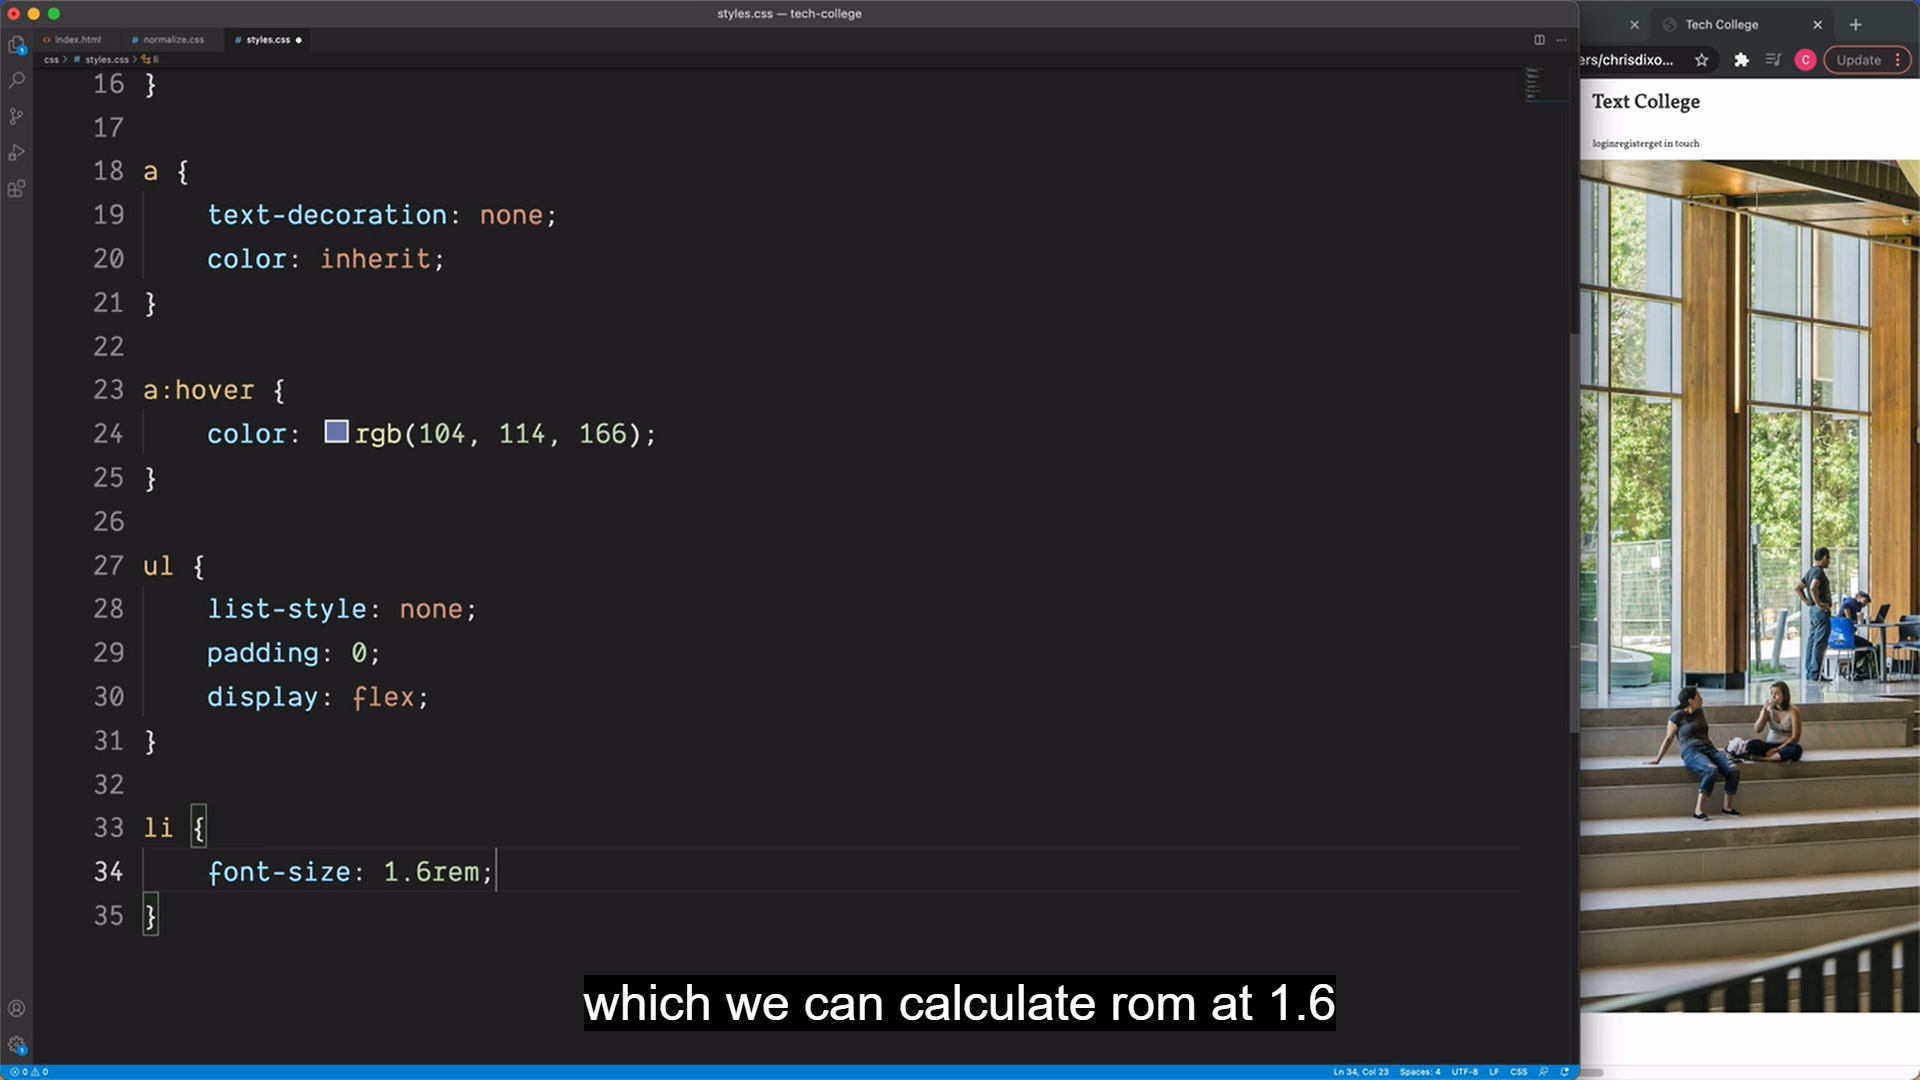 styles.css — tech-college
index.html
normalize.css
styles.css
css > # styles.css > li
16 }
17
18 a {
19 text-decoration: none;
20 color: inherit;
21 }
22
23 a:hover {
24 color: rgb(104, 114, 166);
25 }
26
27 ul {
28 list-style: none;
29 padding: 0;
30 display: flex;
31 }
32
33 li {
34 font-size: 1.6rem;
35 }
which we can calculate rom at 1.6
0 0
Ln 34, Col 23 Spaces: 4 UTF-8 LF CSS
Tech College
ers/chrisdixo...
C
Update
Text College
loginregisterget in touch